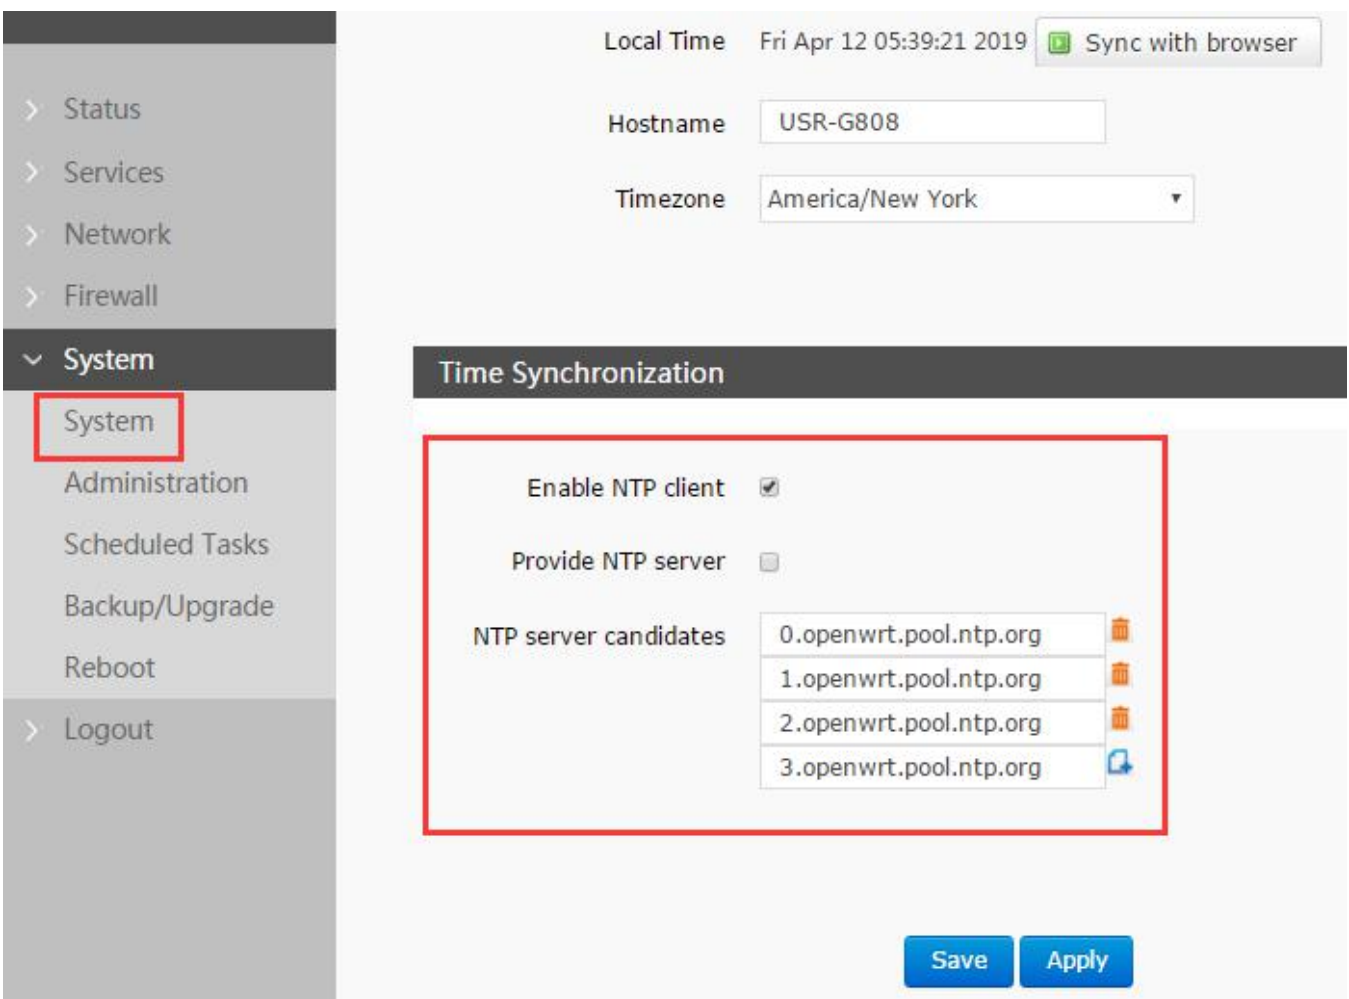 Local Time Fri Apr 12 05:39:21 2019 Sync with browser
Hostname USR-G808
Timezone America/New York
Status
Services
Network
Firewall
System
System
Administration
Scheduled Tasks
Backup/Upgrade
Reboot
Logout
Time Synchronization
Enable NTP client
Provide NTP server
NTP server candidates 0.openwrt.pool.ntp.org
1.openwrt.pool.ntp.org
2.openwrt.pool.ntp.org
3.openwrt.pool.ntp.org
Save Apply